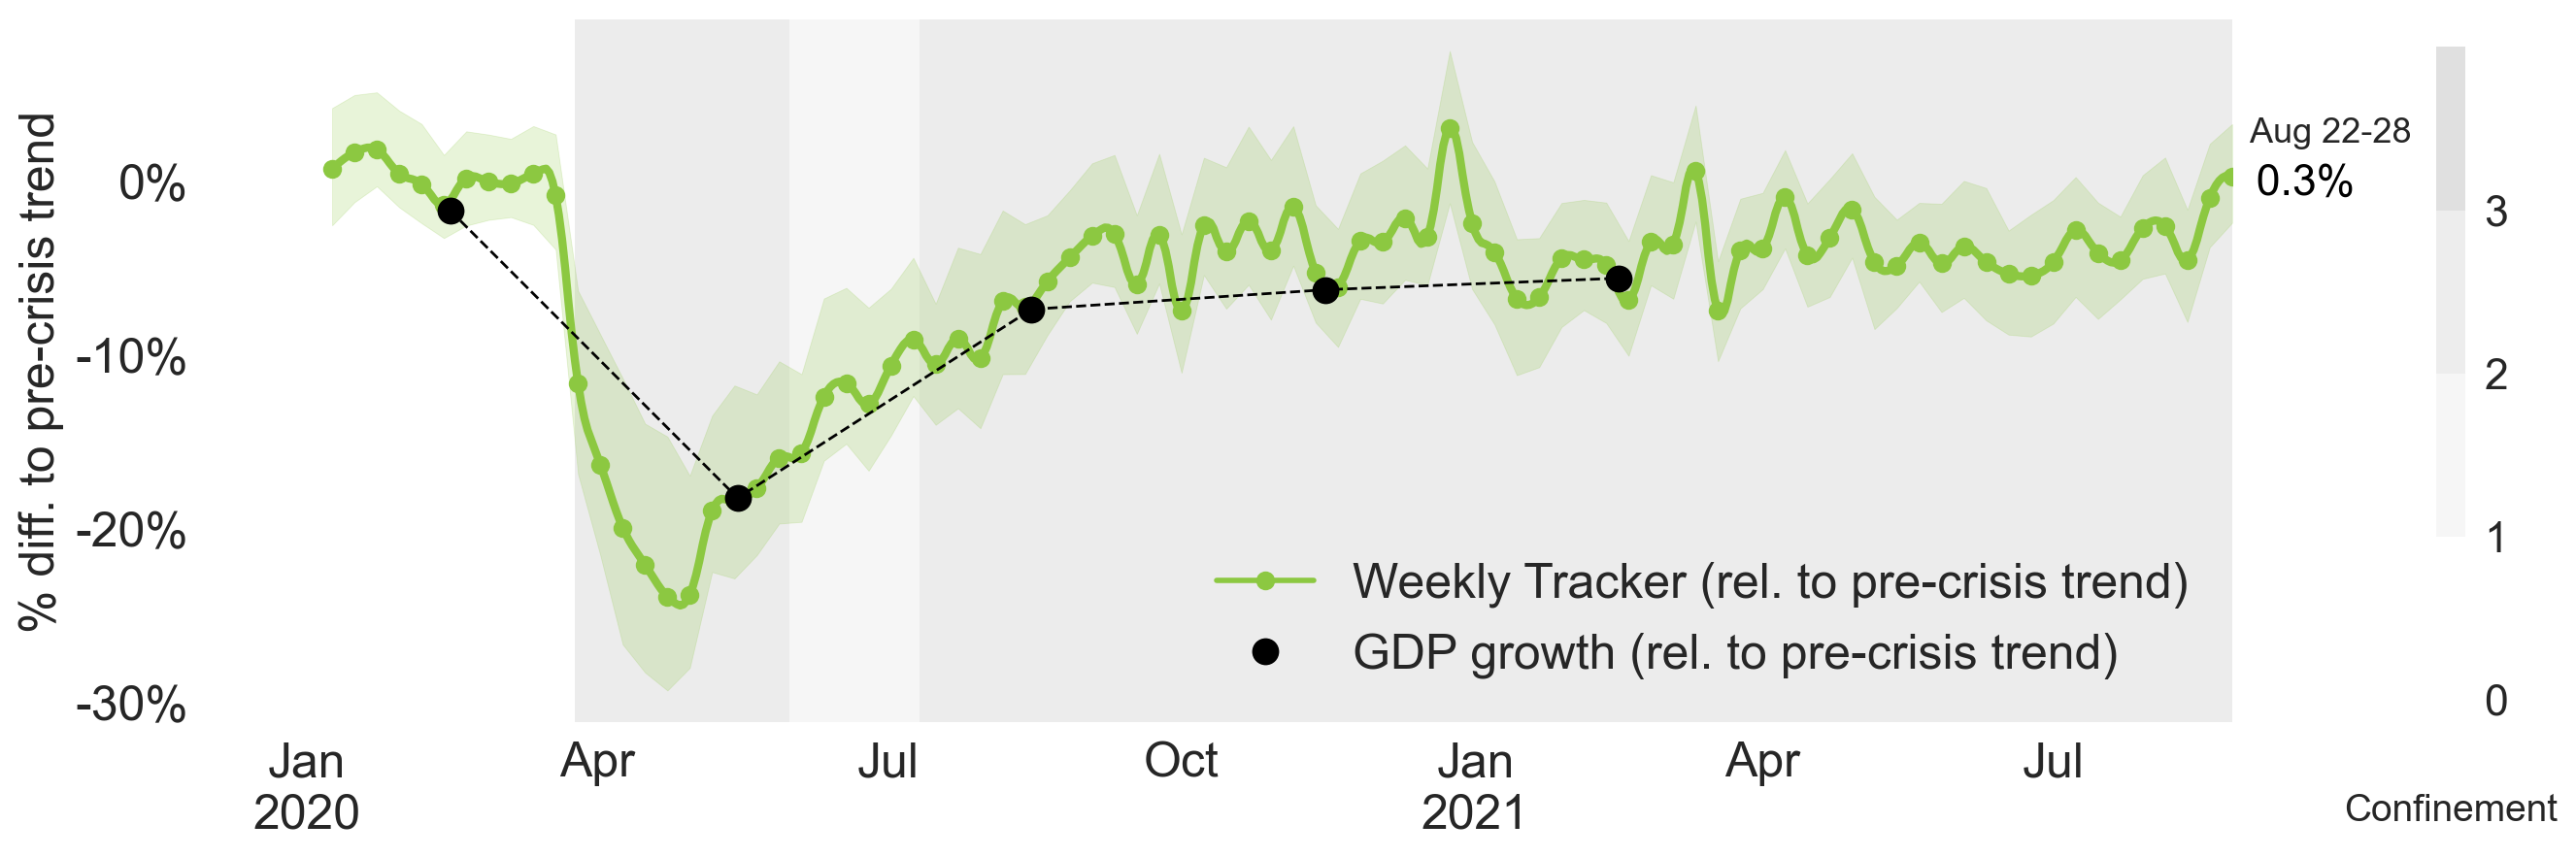 % diff. to pre-crisis trend
0%
-10%
-20%
-30%
Jan
2020
Apr
Jul
Oct
Jan
2021
Apr
Jul
Weekly Tracker (rel. to pre-crisis trend)
GDP growth (rel. to pre-crisis trend)
Aug 22-28
0.3%
3
2
1
0
Confinement